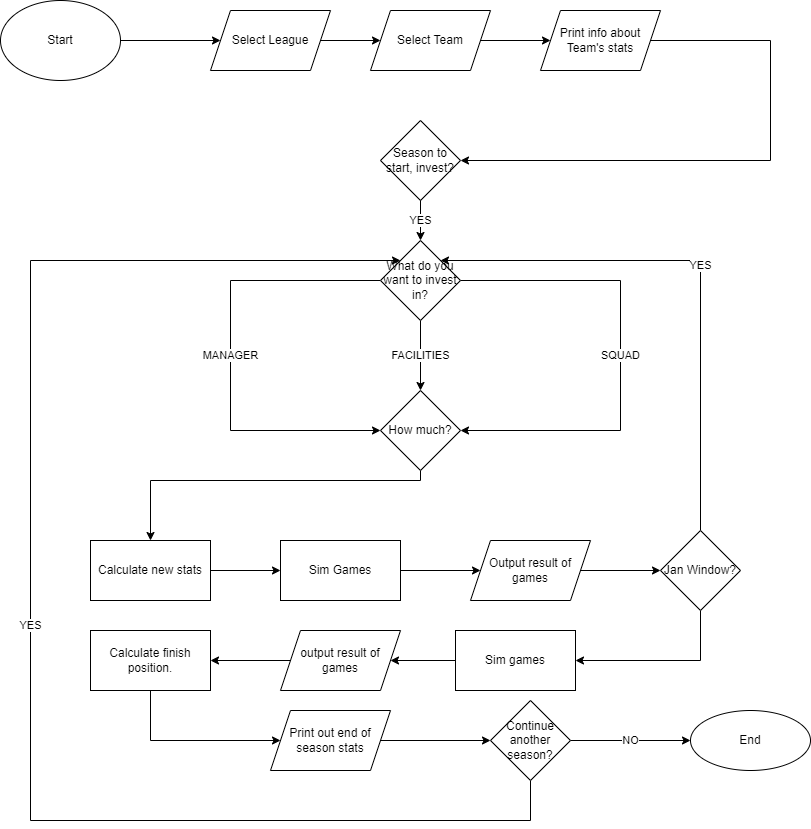 Start
Select League
Select Team
Print info about
Team's stats
Season to
start, invest?
YES
What do you
want to invest
in?
YES
MANAGER
FACILITIES
SQUAD
How much?
Calculate new stats
Sim Games
Output result of
games
Jan Window?
YES
Calculate finish
position.
output result of
games
Sim games
Print out end of
season stats
Continue
another
season?
NO
End